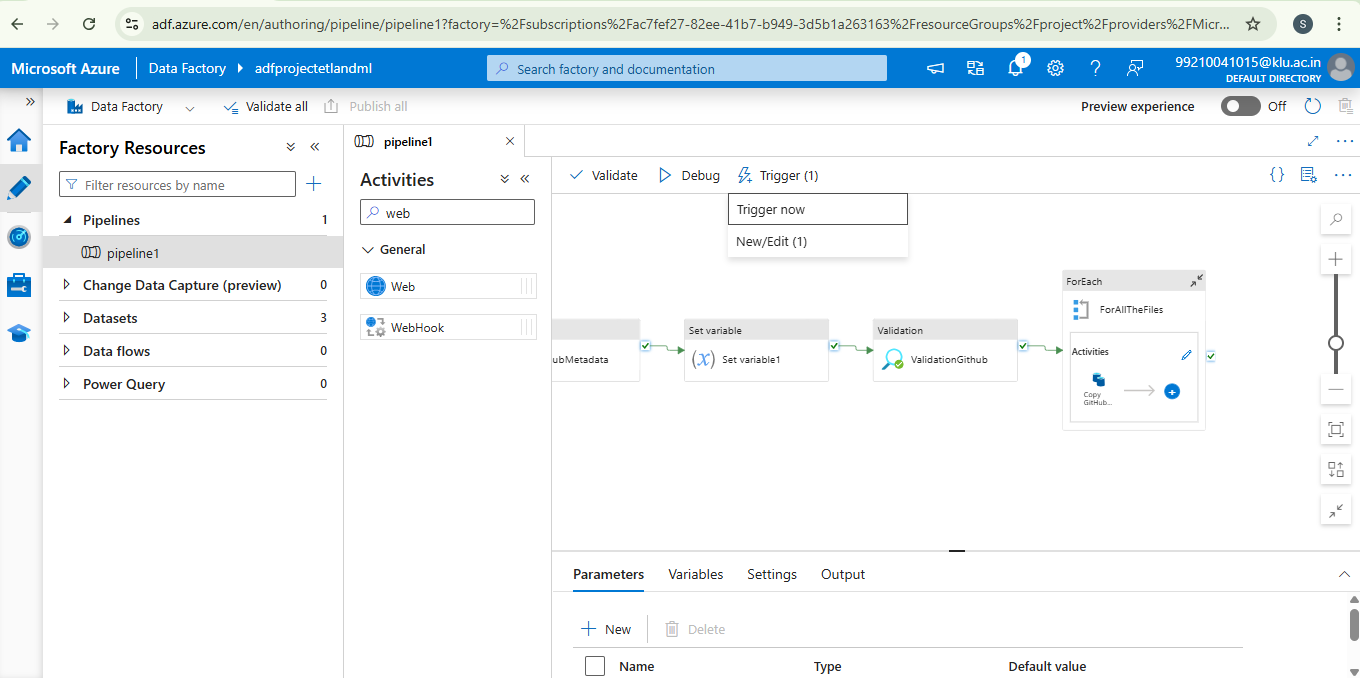 adf.azure.com/en/authoring/pipeline/pipeline1?factory=%2Fsubscriptions%2Fac7fef27-82ee-41b7-b949-3d5b1a263163%2FresourceGroups%2Fproject%2Fproviders%2FMicr...
S
Microsoft Azure
Data Factory
adfprojectetlandml
Search factory and documentation
1
99210041015@klu.ac.in
DEFAULT DIRECTORY
Data Factory
Validate all
Publish all
Preview experience
Off
Factory Resources
Filter resources by name
Pipelines 1
pipeline1
Change Data Capture (preview) 0
Datasets 3
Data flows 0
Power Query 0
pipeline1
Activities
web
General
Web
WebHook
Validate
Debug
Trigger (1)
Trigger now
New/Edit (1)
ubMetadata
Set variable
(x) Set variable1
Validation
ValidationGithub
ForEach
ForAllTheFiles
Activities
Copy
GitHub...
Parameters
Variables
Settings
Output
New
Delete
Name
Type
Default value